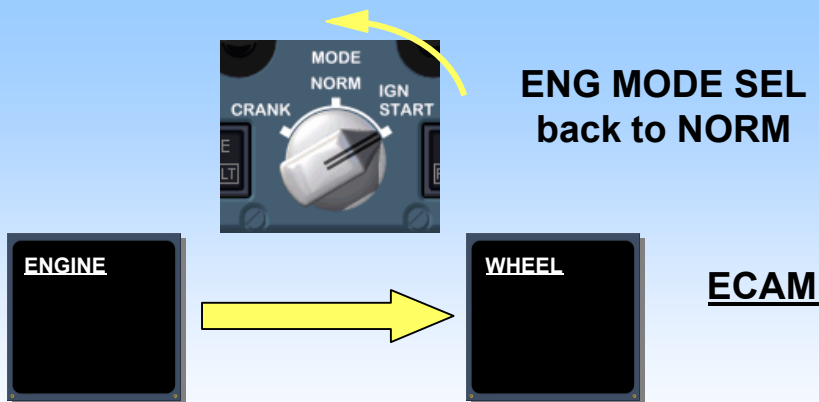 MODE
NORM
IGN
CRANK
START
ENG MODE SEL
back to NORM
ENGINE
WHEEL
ECAM